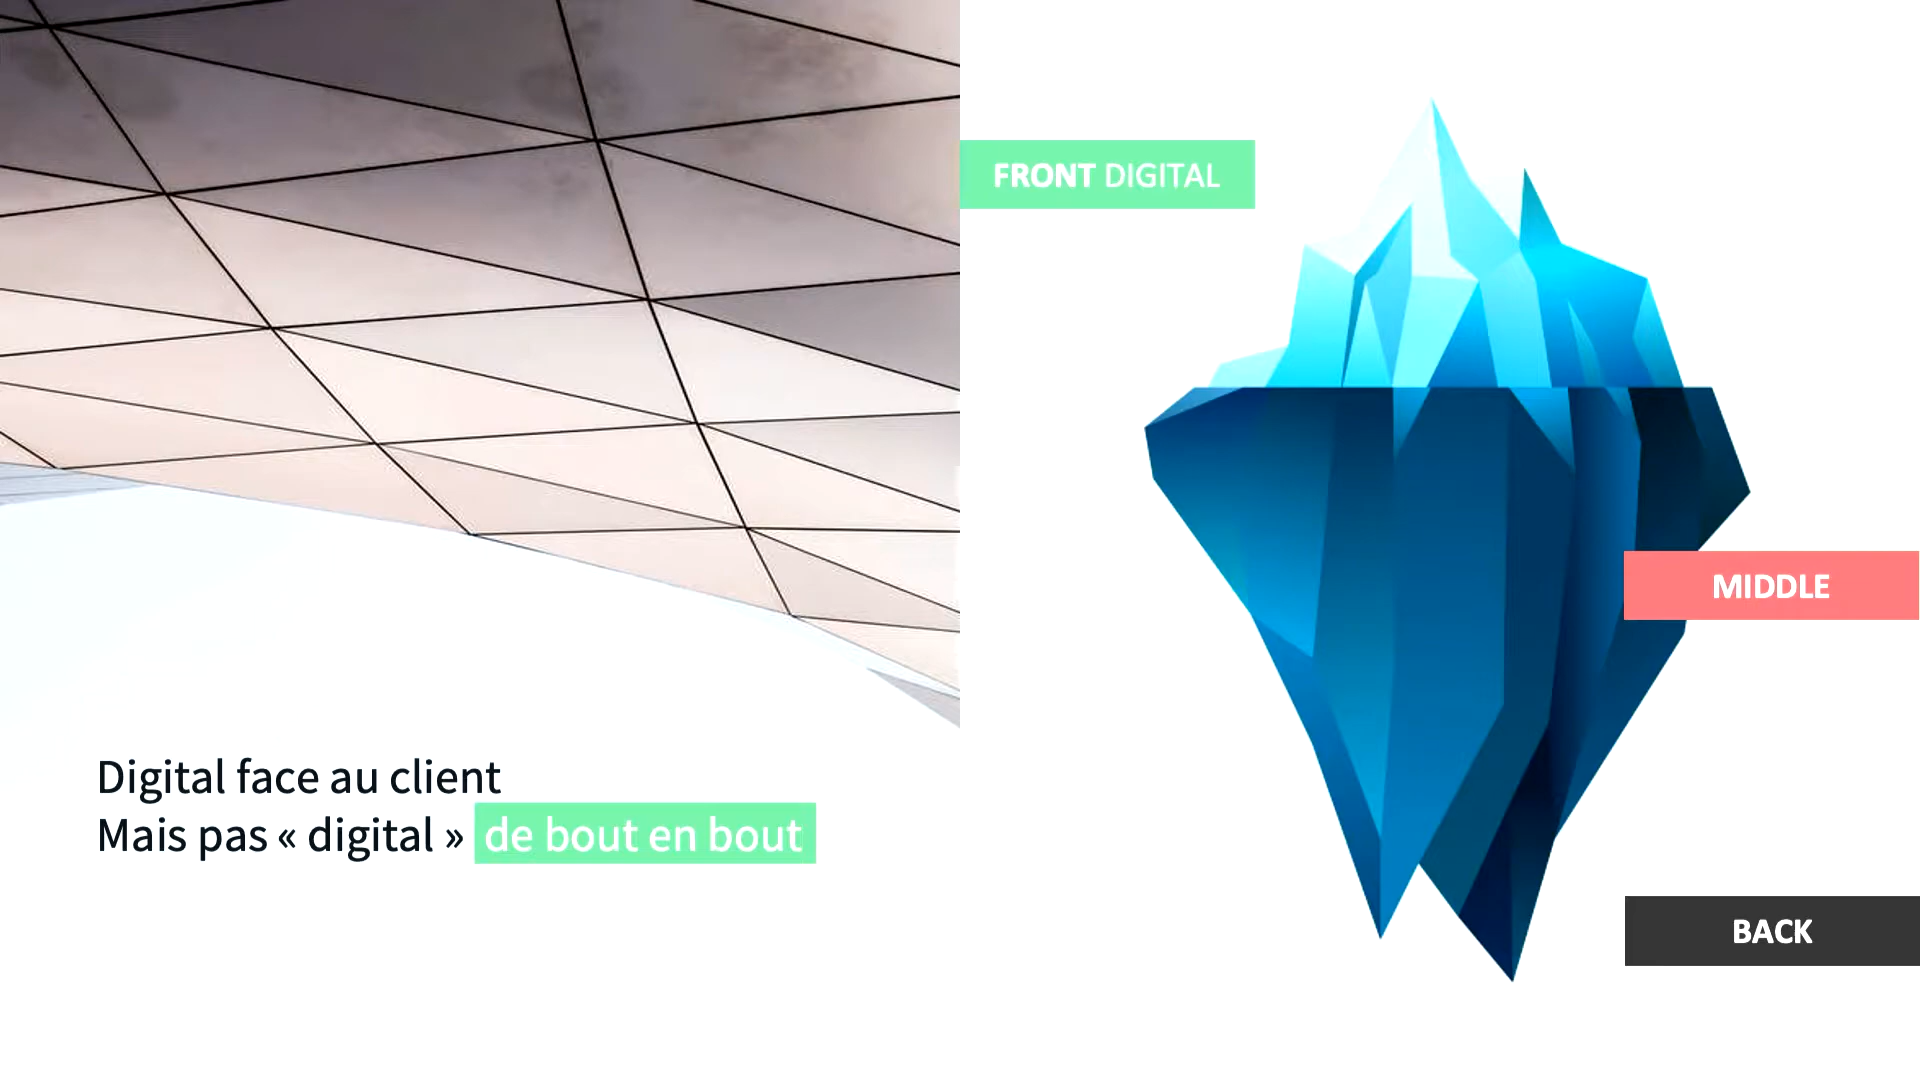 Digital face au client
Mais pas « digital » de bout en bout
FRONT DIGITAL
MIDDLE
BACK